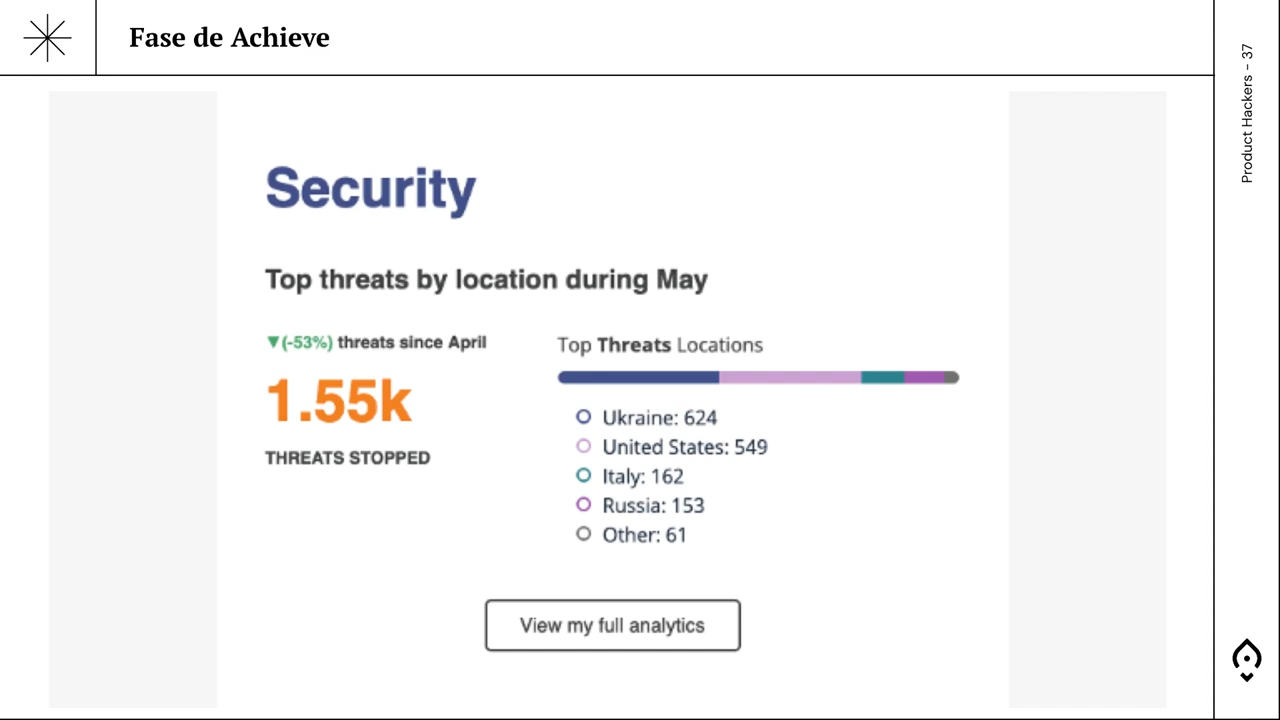 Fase de Achieve
Product Hackers – 37
Security
Top threats by location during May
▼(-53%) threats since April
1.55k
THREATS STOPPED
Top Threats Locations
Ukraine: 624
United States: 549
Italy: 162
Russia: 153
Other: 61
View my full analytics